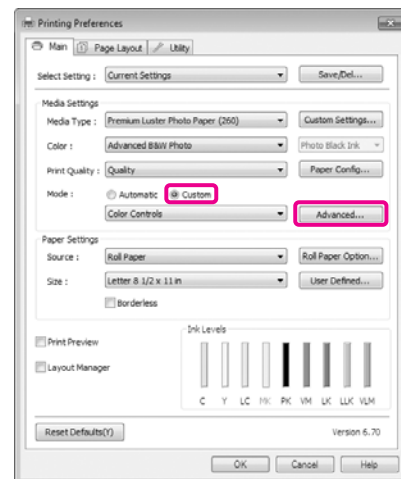 Printing Preferences
Main Page Layout Utility
Select Setting : Current Settings Save/Del...
Media Settings
Media Type : Premium Luster Photo Paper (260) Custom Settings...
Color : Advanced B&W Photo Photo Black Ink
Print Quality : Quality Paper Config...
Mode : Automatic Custom
Color Controls Advanced...
Paper Settings
Source : Roll Paper Roll Paper Option...
Size : Letter 8 1/2 x 11 in User Defined...
Borderless
Ink Levels
Print Preview
Layout Manager
C Y LC MK PK VM LK LLK VLM
Reset Defaults(Y) Version 6.70
OK Cancel Help